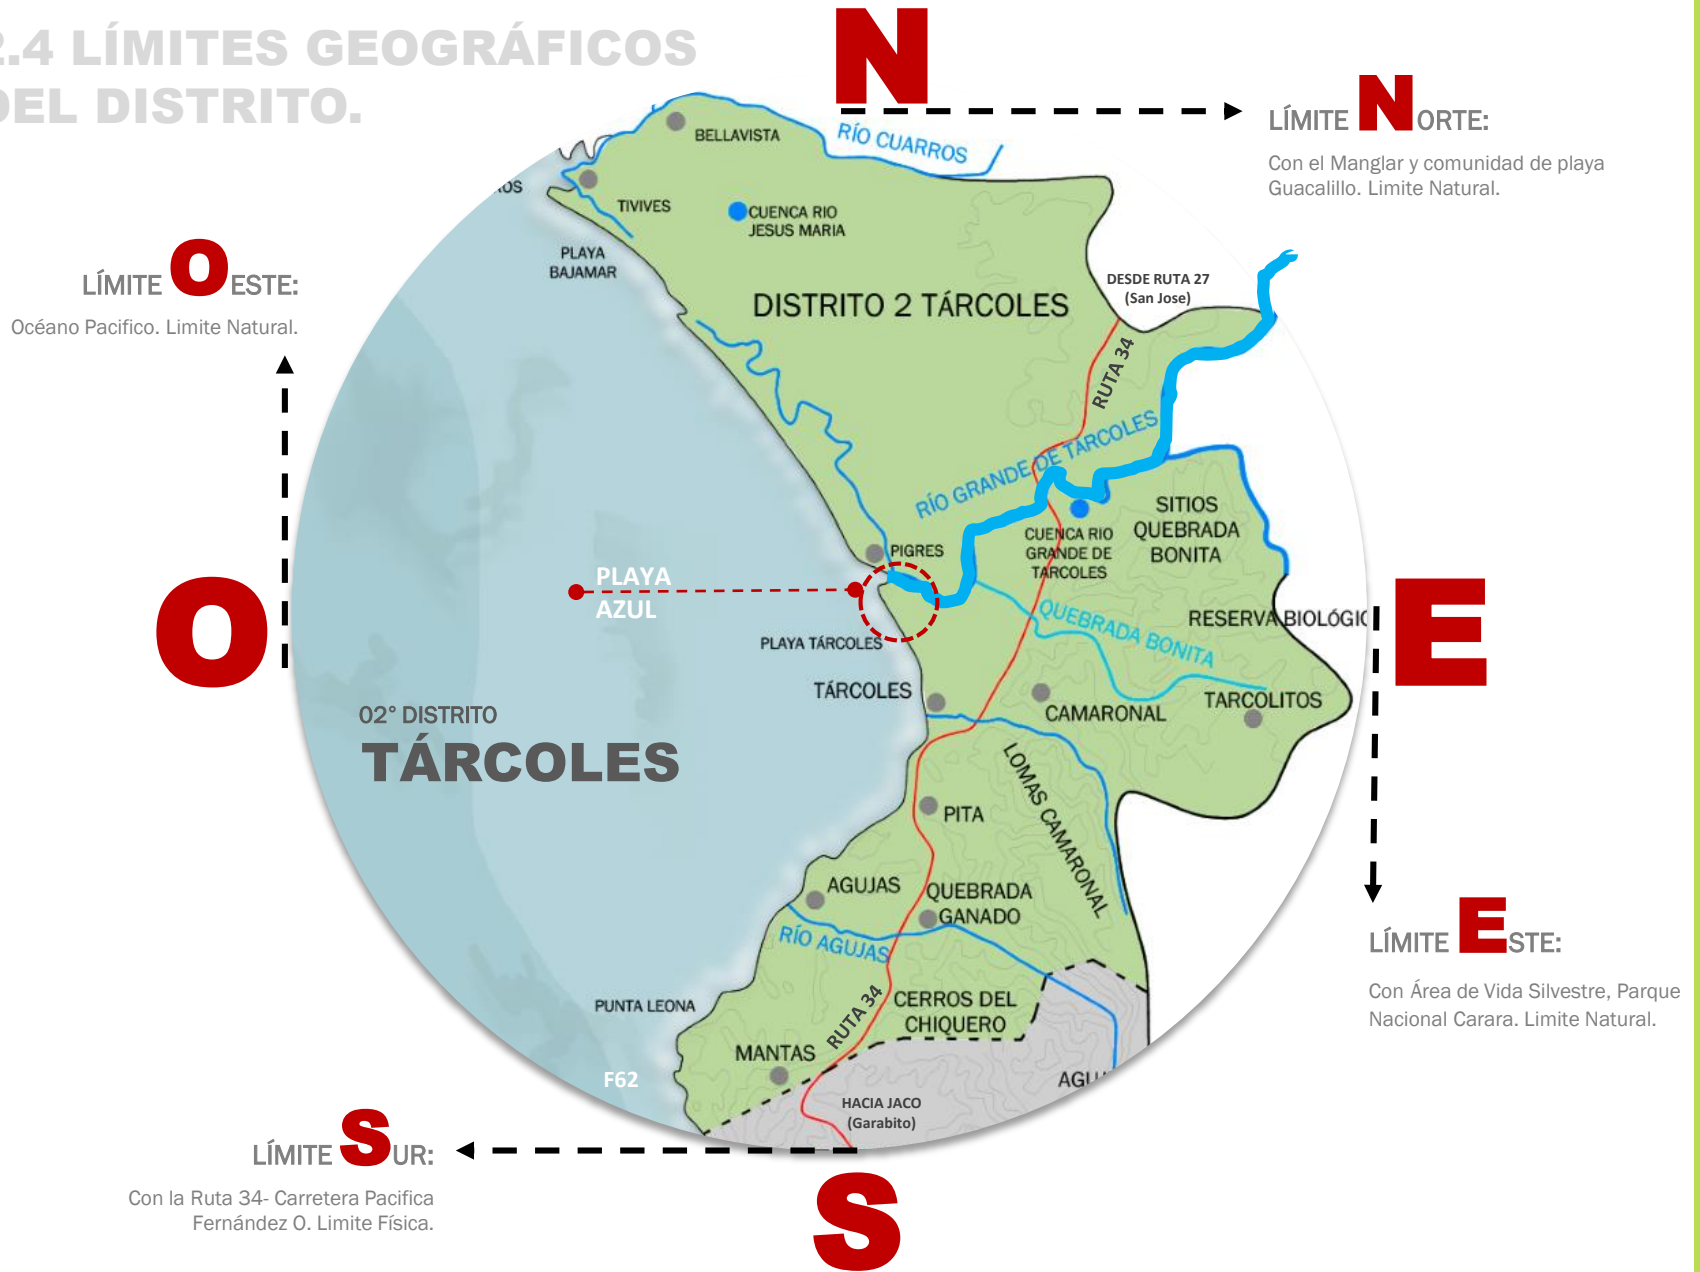 2.4 LÍMITES GEOGRÁFICOS
DEL DISTRITO.
N
LÍMITE NORTE:
Con el Manglar y comunidad de playa
Guacalillo. Limite Natural.
LÍMITE OESTE:
Océano Pacifico. Limite Natural.
O
BELLAVISTA
RÍO CUARROS
TIVIVES
CUENCA RIO
JESUS MARIA
PLAYA
BAJAMAR
DESDE RUTA 27
(San Jose)
DISTRITO 2 TÁRCOLES
RUTA 34
RÍO GRANDE DE TÁRCOLES
SITIOS
QUEBRADA
BONITA
CUENCA RIO
GRANDE DE
TARCOLES
PIGRES
PLAYA
AZUL
QUEBRADA BONITA
RESERVA BIOLÓGIC
E
PLAYA TÁRCOLES
TÁRCOLES
CAMARONAL
TARCOLITOS
02° DISTRITO
TÁRCOLES
LOMAS CAMARONAL
PITA
AGUJAS
QUEBRADA
GANADO
RÍO AGUJAS
LÍMITE ESTE:
Con Área de Vida Silvestre, Parque
Nacional Carara. Limite Natural.
PUNTA LEONA
CERROS DEL
CHIQUERO
RUTA 34
MANTAS
F62
HACIA JACO
(Garabito)
LÍMITE SUR:
Con la Ruta 34- Carretera Pacifica
Fernández O. Limite Física.
S